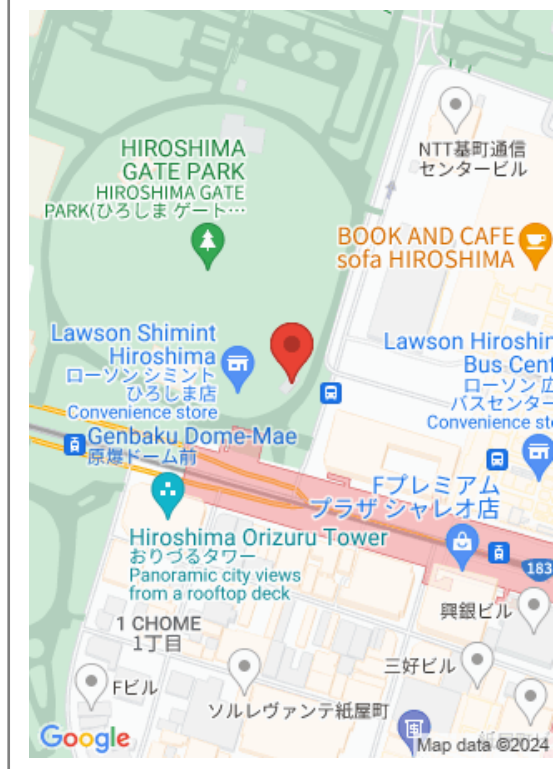 NTT基町通信
センタービル
HIROSHIMA
GATE PARK
HIROSHIMA GATE
PARK(ひろしま ゲート…
BOOK AND CAFE
sofa HIROSHIMA
Lawson Shimint
Hiroshima
ローソン シミント
ひろしま店
Convenience store
Lawson Hiroshim
Bus Cent
ローソン 広
バスセンター
Convenience sto
Genbaku Dome-Mae
原爆ドーム前
Fプレミアム
プラザ シャレオ店
Hiroshima Orizuru Tower
おりづるタワー
Panoramic city views
from a rooftop deck
183
興銀ビル
1 CHOME
1丁目
三好ビル
Fビル
ソルレヴァンテ紙屋町
Google
Map data ©2024